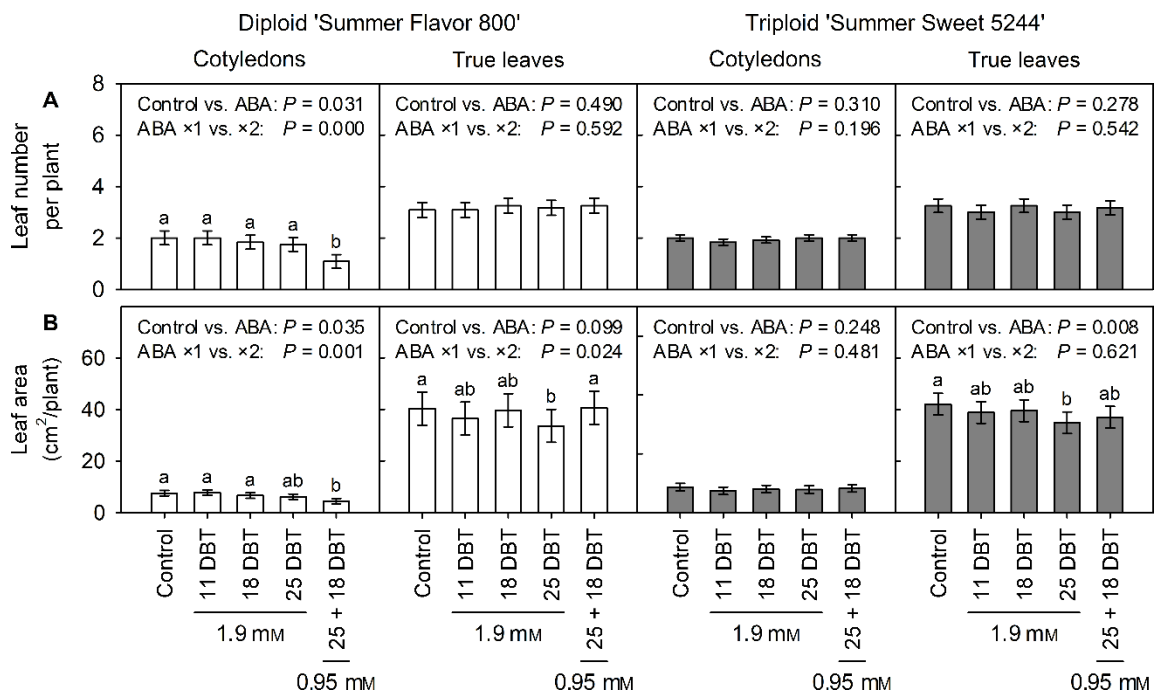 Diploid 'Summer Flavor 800'
Triploid 'Summer Sweet 5244'
Cotyledons
True leaves
Cotyledons
True leaves
A
Leaf number
per plant
8
6
4
2
0
Control vs. ABA: P = 0.031
ABA ×1 vs. ×2: P = 0.000
a
a
a
a
b
Control vs. ABA: P = 0.490
ABA ×1 vs. ×2: P = 0.592
Control vs. ABA: P = 0.310
ABA ×1 vs. ×2: P = 0.196
Control vs. ABA: P = 0.278
ABA ×1 vs. ×2: P = 0.542
B
Leaf area
(cm²/plant)
60
40
20
0
Control vs. ABA: P = 0.035
ABA ×1 vs. ×2: P = 0.001
a
a
a
ab
b
Control vs. ABA: P = 0.099
ABA ×1 vs. ×2: P = 0.024
a
ab
ab
b
a
Control vs. ABA: P = 0.248
ABA ×1 vs. ×2: P = 0.481
Control vs. ABA: P = 0.008
ABA ×1 vs. ×2: P = 0.621
a
ab
ab
b
ab
Control
11 DBT
18 DBT
25 DBT
25 + 18 DBT
1.9 mM
0.95 mM
Control
11 DBT
18 DBT
25 DBT
25 + 18 DBT
1.9 mM
0.95 mM
Control
11 DBT
18 DBT
25 DBT
25 + 18 DBT
1.9 mM
0.95 mM
Control
11 DBT
18 DBT
25 DBT
25 + 18 DBT
1.9 mM
0.95 mM